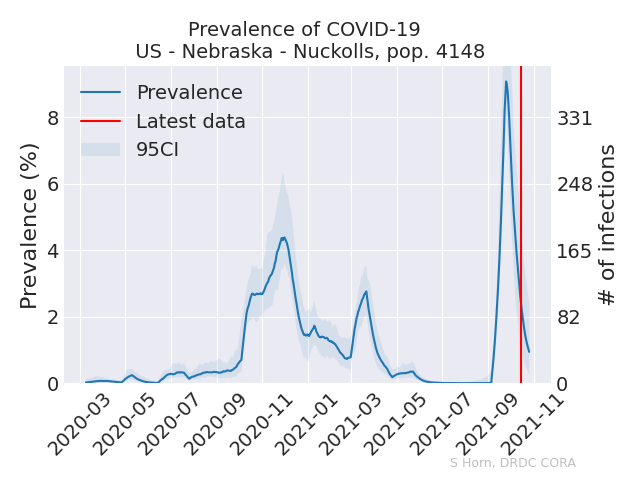 Prevalence of COVID-19
US - Nebraska - Nuckolls, pop. 4148
Prevalence
Latest data
95CI
Prevalence (%)
8
6
4
2
0
331
248
165
82
0
# of infections
2020-03
2020-05
2020-07
2020-09
2020-11
2021-01
2021-03
2021-05
2021-07
2021-09
2021-11
S Horn, DRDC CORA